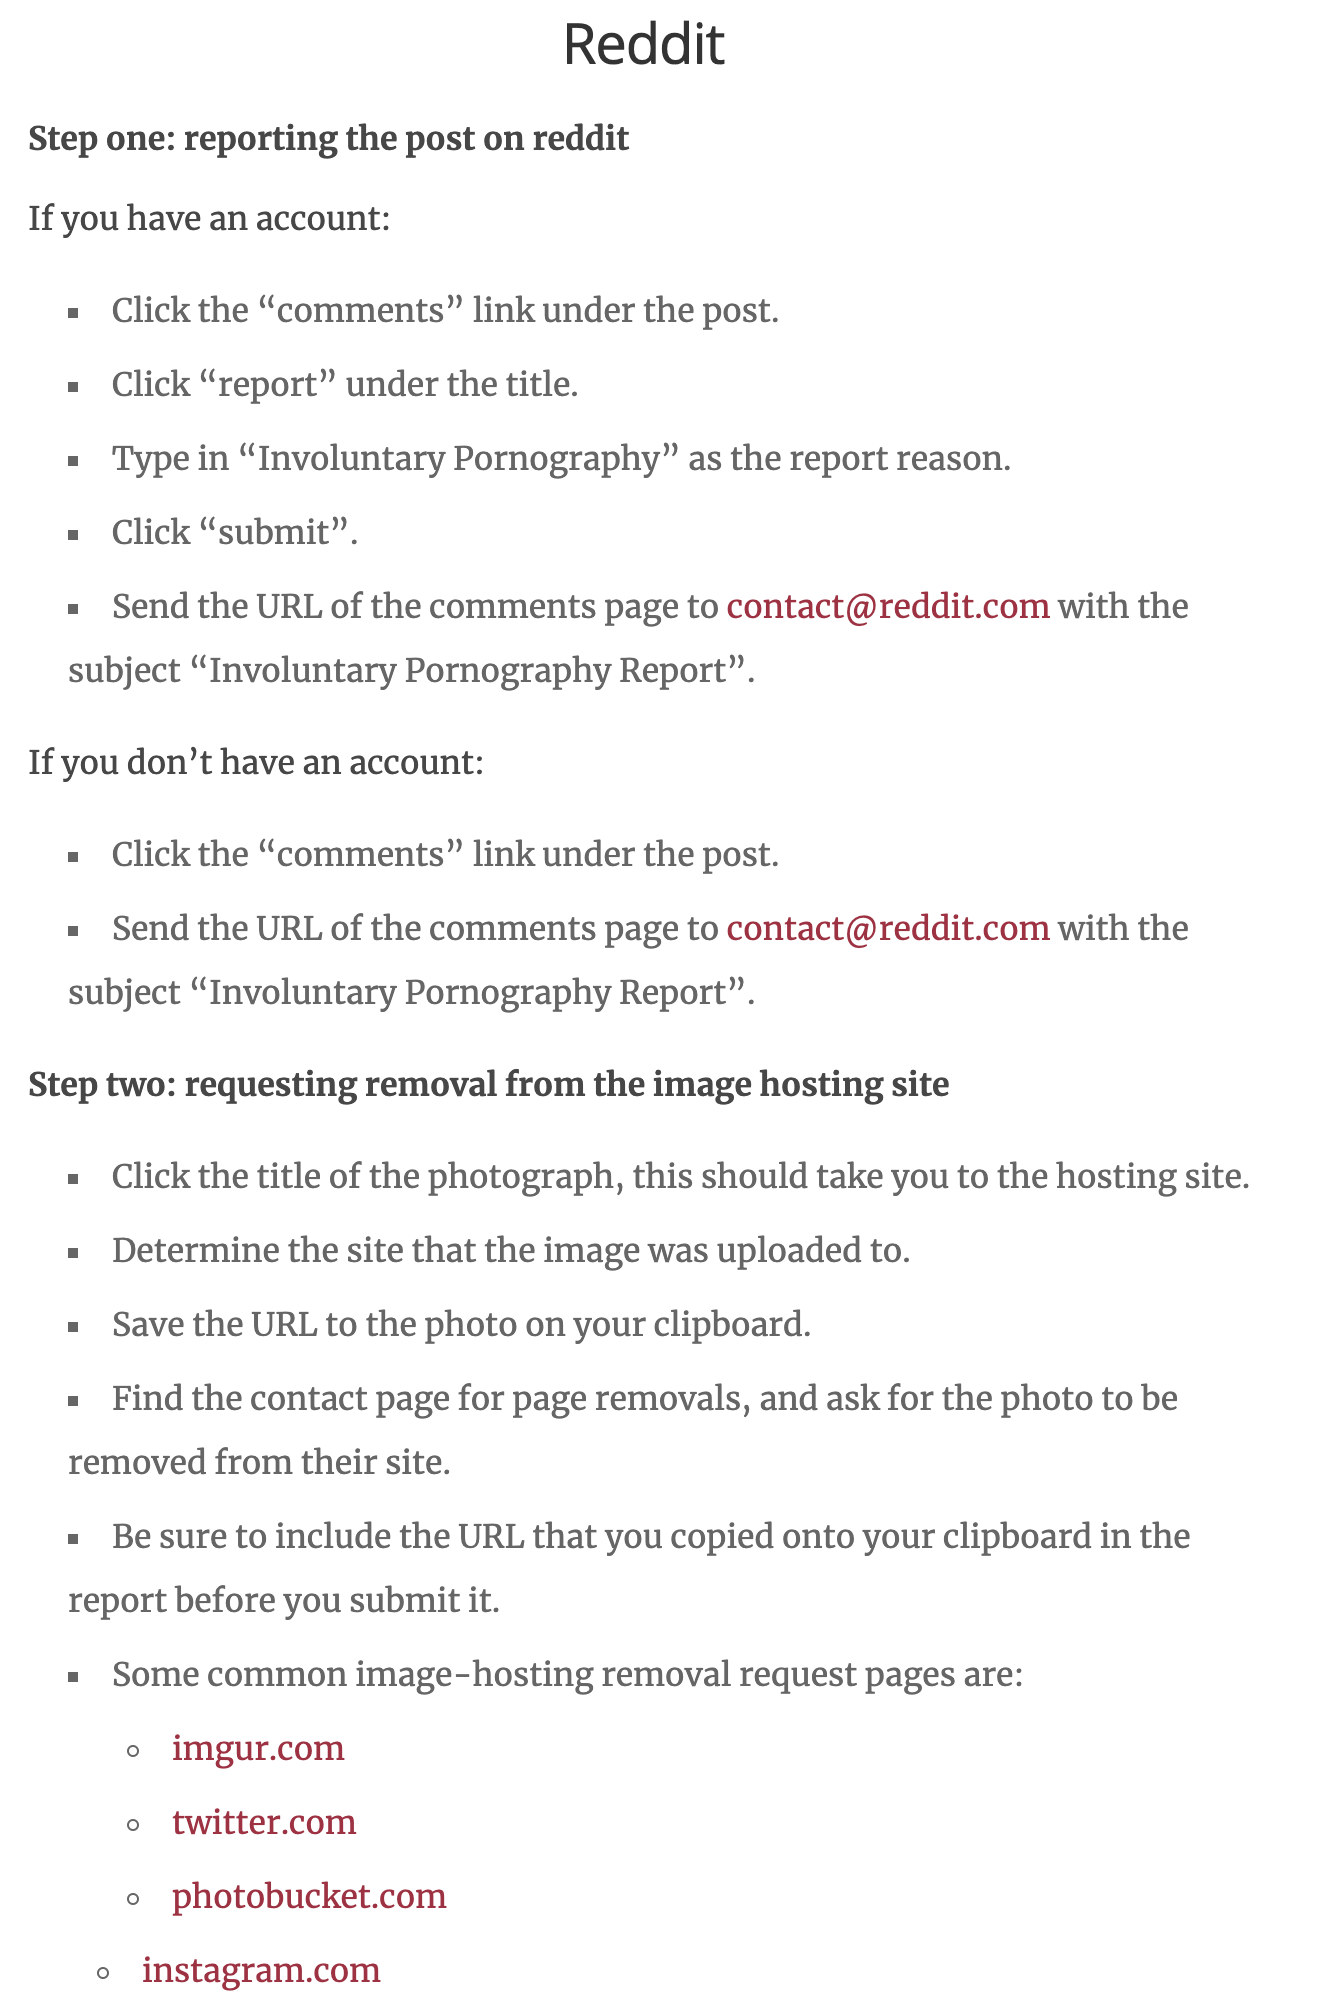 Reddit
Step one: reporting the post on reddit
If you have an account:
▪ Click the “comments” link under the post.
▪ Click “report” under the title.
▪ Type in “Involuntary Pornography” as the report reason.
▪ Click “submit”.
▪ Send the URL of the comments page to contact@reddit.com with the
subject “Involuntary Pornography Report”.
If you don’t have an account:
▪ Click the “comments” link under the post.
▪ Send the URL of the comments page to contact@reddit.com with the
subject “Involuntary Pornography Report”.
Step two: requesting removal from the image hosting site
▪ Click the title of the photograph, this should take you to the hosting site.
▪ Determine the site that the image was uploaded to.
▪ Save the URL to the photo on your clipboard.
▪ Find the contact page for page removals, and ask for the photo to be
removed from their site.
▪ Be sure to include the URL that you copied onto your clipboard in the
report before you submit it.
▪ Some common image-hosting removal request pages are:
○ imgur.com
○ twitter.com
○ photobucket.com
○ instagram.com